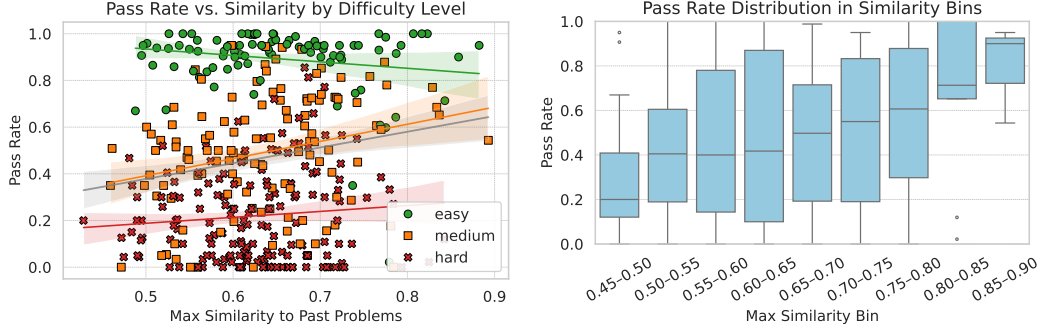 Pass Rate vs. Similarity by Difficulty Level
Pass Rate
1.0
0.8
0.6
0.4
0.2
0.0
0.5
0.6
0.7
0.8
0.9
Max Similarity to Past Problems
easy
medium
hard
Pass Rate Distribution in Similarity Bins
Pass Rate
1.0
0.8
0.6
0.4
0.2
0.0
0.45–0.50
0.50–0.55
0.55–0.60
0.60–0.65
0.65–0.70
0.70–0.75
0.75–0.80
0.80–0.85
0.85–0.90
Max Similarity Bin